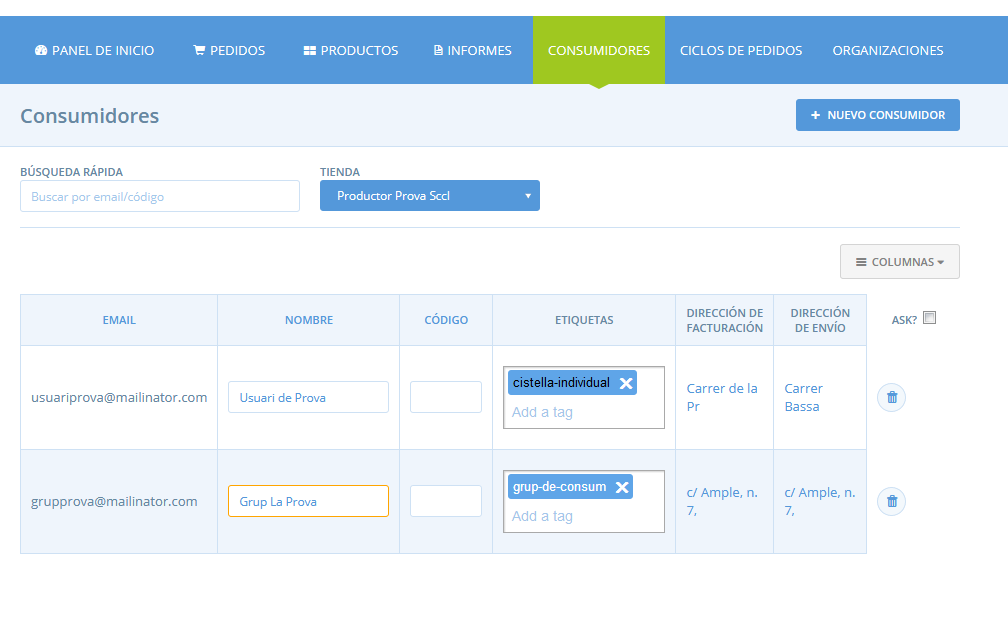 PANEL DE INICIO PEDIDOS PRODUCTOS INFORMES CONSUMIDORES CICLOS DE PEDIDOS ORGANIZACIONES
Consumidores
+ NUEVO CONSUMIDOR
BÚSQUEDA RÁPIDA TIENDA
Buscar por email/código Productor Prova Sccl
COLUMNAS
EMAIL NOMBRE CÓDIGO ETIQUETAS DIRECCIÓN DE FACTURACIÓN DIRECCIÓN DE ENVÍO ASK?
usuariprova@mailinator.com Usuari de Prova cistella-individual Add a tag Carrer de la Pr Carrer Bassa
grupprova@mailinator.com Grup La Prova grup-de-consum Add a tag c/ Ample, n. 7, c/ Ample, n. 7,